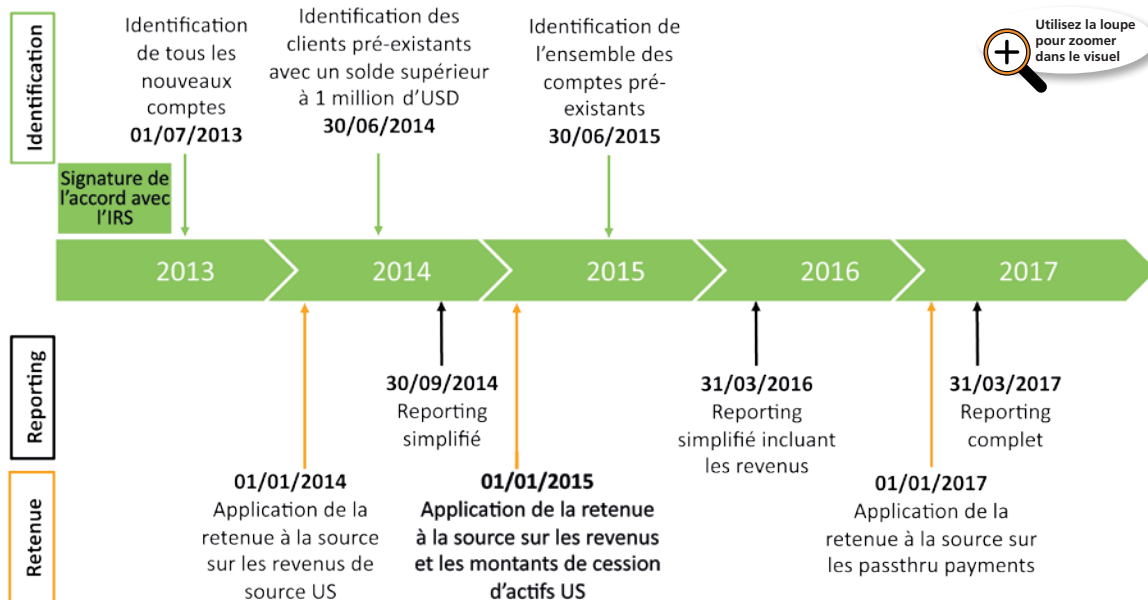 Identification
Identification
de tous les
nouveaux
comptes
01/07/2013
Identification des
clients pré-existants
avec un solde supérieur
à 1 million d'USD
30/06/2014
Identification de
l'ensemble des
comptes pré-
existants
30/06/2015
Utilisez la loupe
pour zoomer
dans le visuel
Signature de
l'accord avec
l'IRS
2013
2014
2015
2016
2017
Reporting
30/09/2014
Reporting
simplifié
31/03/2016
Reporting
simplifié incluant
les revenus
31/03/2017
Reporting
complet
Retenue
01/01/2014
Application de la
retenue à la source
sur les revenus de
source US
01/01/2015
Application de la retenue
à la source sur les revenus
et les montants de cession
d'actifs US
01/01/2017
Application de la
retenue à la source sur
les passthru payments